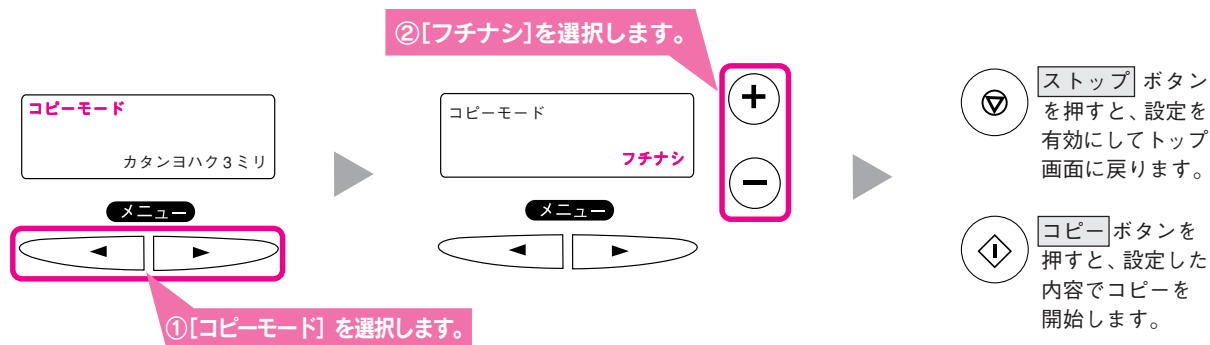 ②[フチナシ]を選択します。
コピーモード
カタンヨハク3ミリ
メニュー
①[コピーモード] を選択します。
コピーモード
フチナシ
メニュー
ストップ ボタン
を押すと、設定を
有効にしてトップ
画面に戻ります。
コピー ボタンを
押すと、設定した
内容でコピーを
開始します。